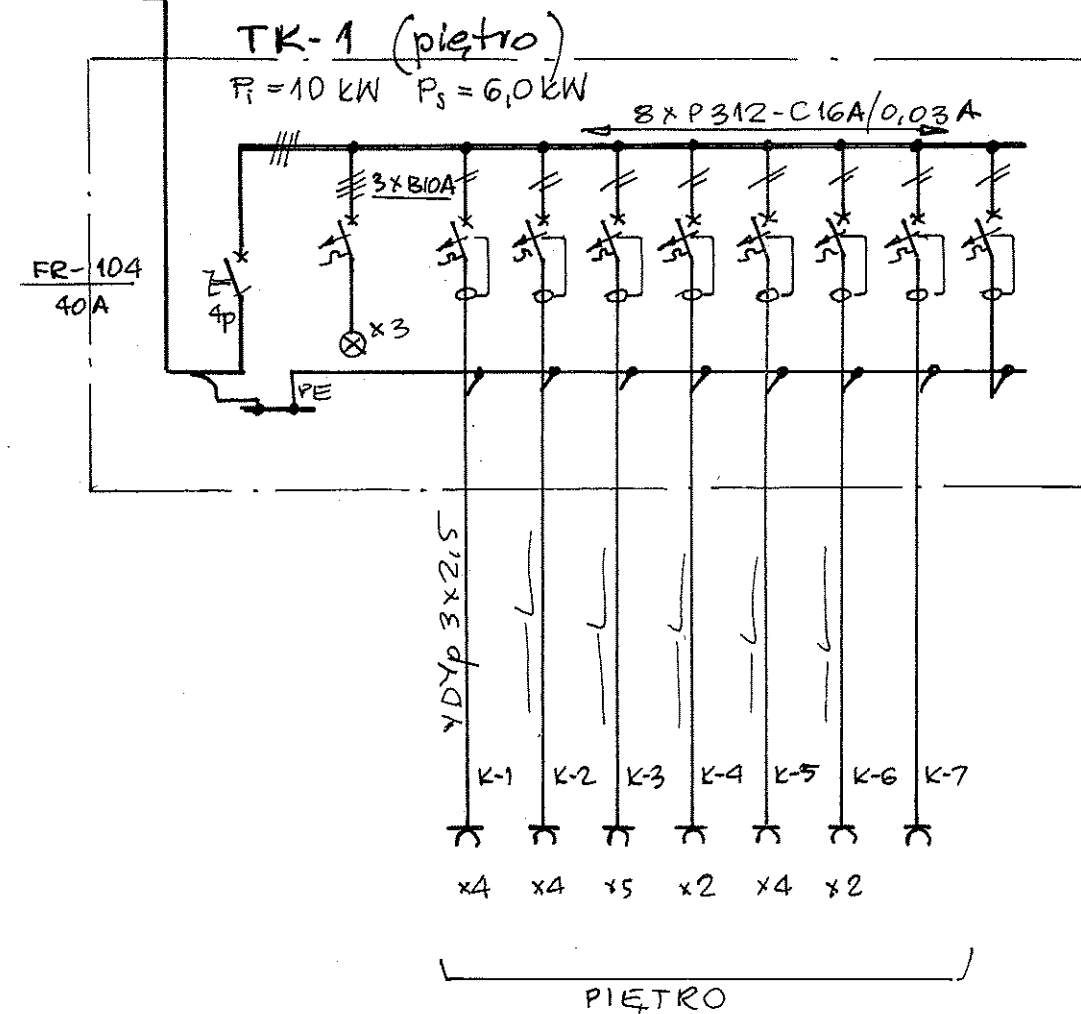 TK-1 (piętro)
Pi = 10 kW Ps = 6,0 kW
8 x P312-C16A/0,03A
3xB10A
FR-104
40A
4p
x3
PE
YDYp 3x2,5
K-1 K-2 K-3 K-4 K-5 K-6 K-7
x4 x4 x5 x2 x4 x2
PIĘTRO